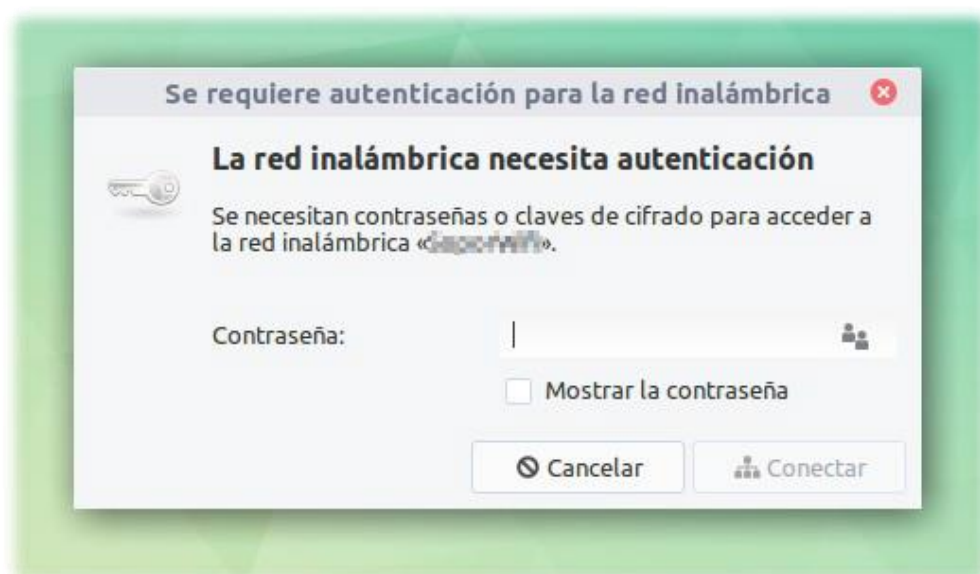 Se requiere autenticación para la red inalámbrica
La red inalámbrica necesita autenticación
Se necesitan contraseñas o claves de cifrado para acceder a
la red inalámbrica «».
Contraseña:
Mostrar la contraseña
Cancelar
Conectar